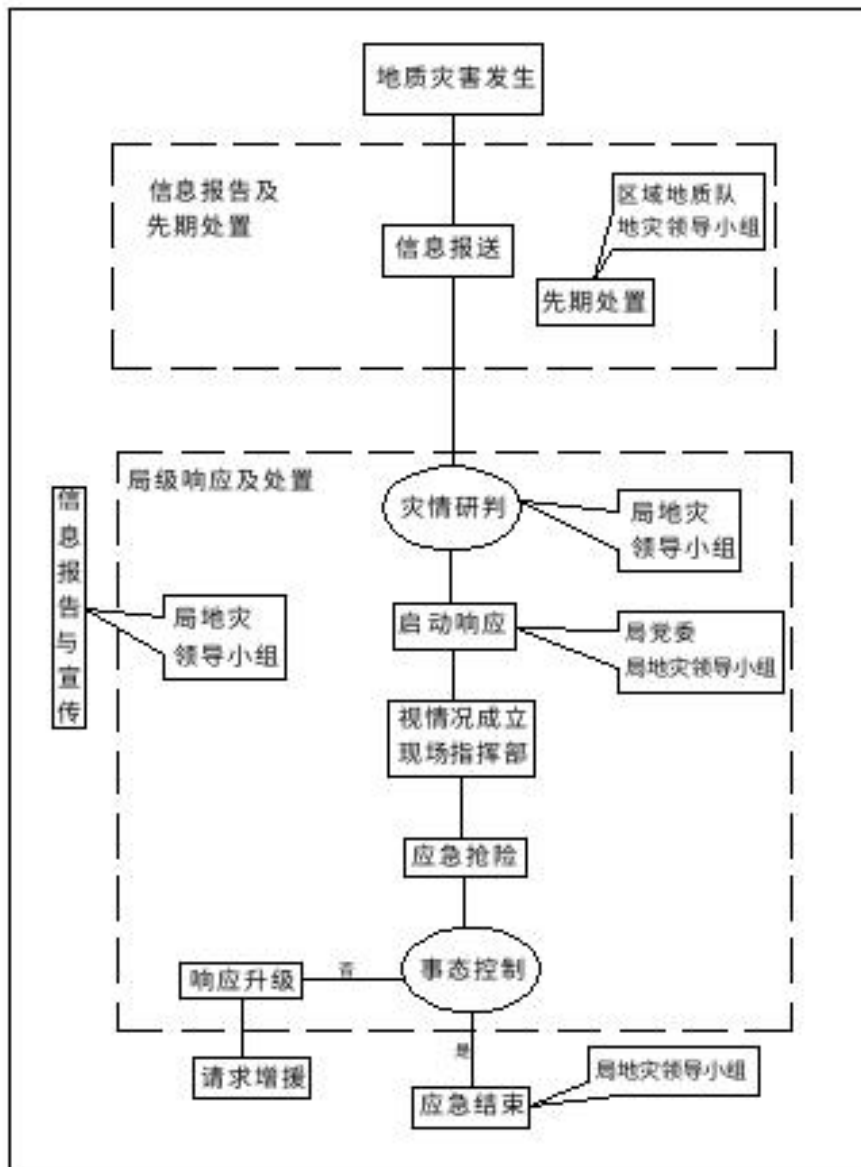 地质灾害发生
信息报告及
先期处置
区域地质队
地灾领导小组
信息报送
先期处置
局级响应及处置
灾情研判
局地灾
领导小组
信息报告与宣传
局地灾
领导小组
启动响应
局党委
局地灾领导小组
视情况成立
现场指挥部
应急抢险
事态控制
否
响应升级
是
请求增援
局地灾领导小组
应急结束